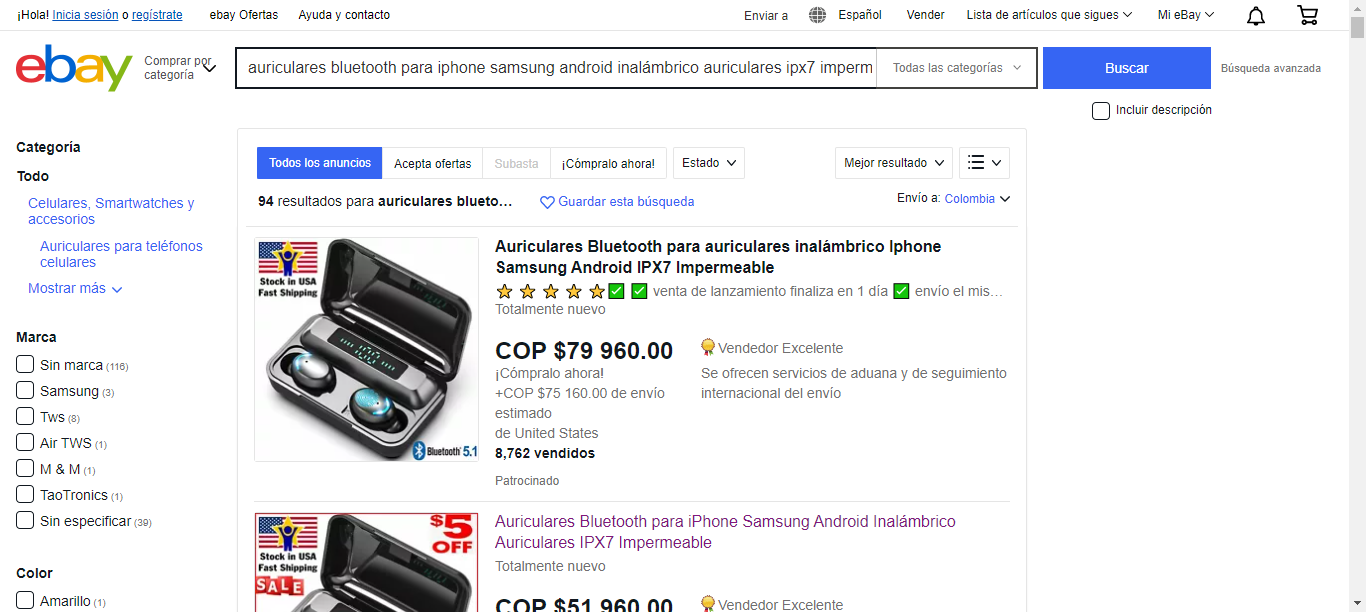 ¡Hola! Inicia sesión o regístrate ebay Ofertas Ayuda y contacto Enviar a Español Vender Lista de artículos que sigues Mi eBay
ebay
Comprar por
categoría
auriculares bluetooth para iphone samsung android inalámbrico auriculares ipx7 imperm
Todas las categorías
Buscar
Búsqueda avanzada
Incluir descripción
Categoría
Todo
Celulares, Smartwatches y
accesorios
Auriculares para teléfonos
celulares
Mostrar más
Marca
Sin marca (116)
Samsung (3)
Tws (8)
Air TWS (1)
M & M (1)
TaoTronics (1)
Sin especificar (39)
Color
Amarillo (1)
Todos los anuncios Acepta ofertas Subasta ¡Cómpralo ahora! Estado Mejor resultado
94 resultados para auriculares blueto... Guardar esta búsqueda Envío a: Colombia
Stock in USA
Fast Shipping
Bluetooth 5.1
Auriculares Bluetooth para auriculares inalámbrico Iphone
Samsung Android IPX7 Impermeable
⭐⭐⭐⭐⭐✅✅ venta de lanzamiento finaliza en 1 día ✅ envío el mis…
Totalmente nuevo
COP $79 960.00
¡Cómpralo ahora!
+COP $75 160.00 de envío
estimado
de United States
8,762 vendidos
Patrocinado
Vendedor Excelente
Se ofrecen servicios de aduana y de seguimiento
internacional del envío
Stock in USA
Fast Shipping
SALE
$5
OFF
Auriculares Bluetooth para iPhone Samsung Android Inalámbrico
Auriculares IPX7 Impermeable
Totalmente nuevo
COP $51 960.00
Vendedor Excelente